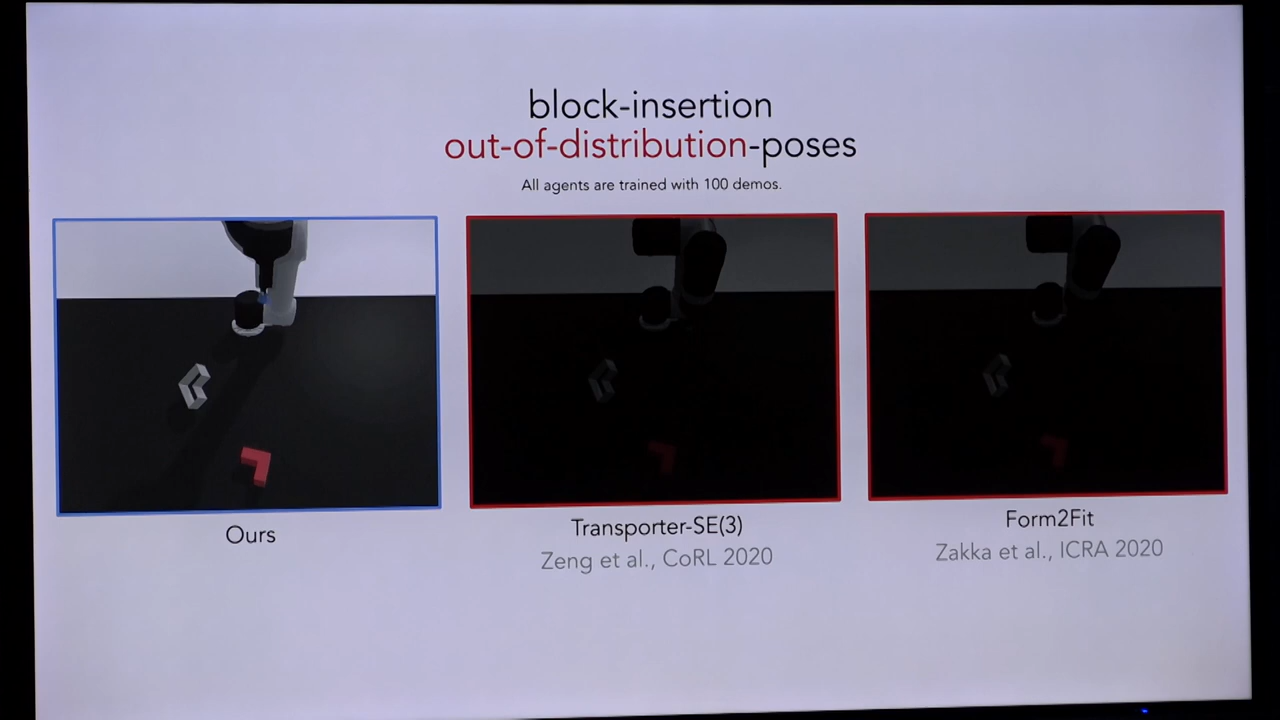 block-insertion
out-of-distribution-poses
All agents are trained with 100 demos.
Ours
Transporter-SE(3)
Zeng et al., CoRL 2020
Form2Fit
Zakka et al., ICRA 2020